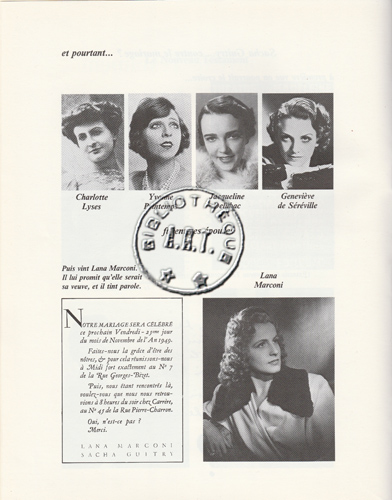 et pourtant...
Charlotte
Lyses
Yvonne
Printemps
Jacqueline
Delubac
Geneviève
de Séréville
BIBLIOTHÈQUE
A.R.T.
Puis vint Lana Marconi.
Il lui promit qu'elle serait
sa veuve, et il tint parole.
Lana
Marconi
NOTRE MARIAGE SERA CÉLÉBRÉ
ce prochain Vendredi - 25me jour
du mois de Novembre de l'An 1949.
Faites-nous la grâce d'être des
nôtres, & pour cela réunissons-nous
à Midi fort exactement au No 7
de la Rue Georges-Bizet.
Puis, nous étant rencontrés là,
voulez-vous que nous nous retrou-
vions à 8 heures du soir chez Carrère,
au No 45 de la Rue Pierre-Charron.
Oui, n'est-ce pas ?
Merci.
LANA MARCONI
SACHA GUITRY